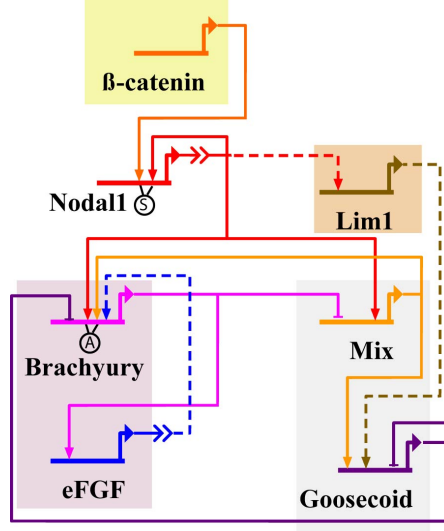 ß-catenin
Nodal1
S
Lim1
Brachyury
A
Mix
eFGF
Goosecoid